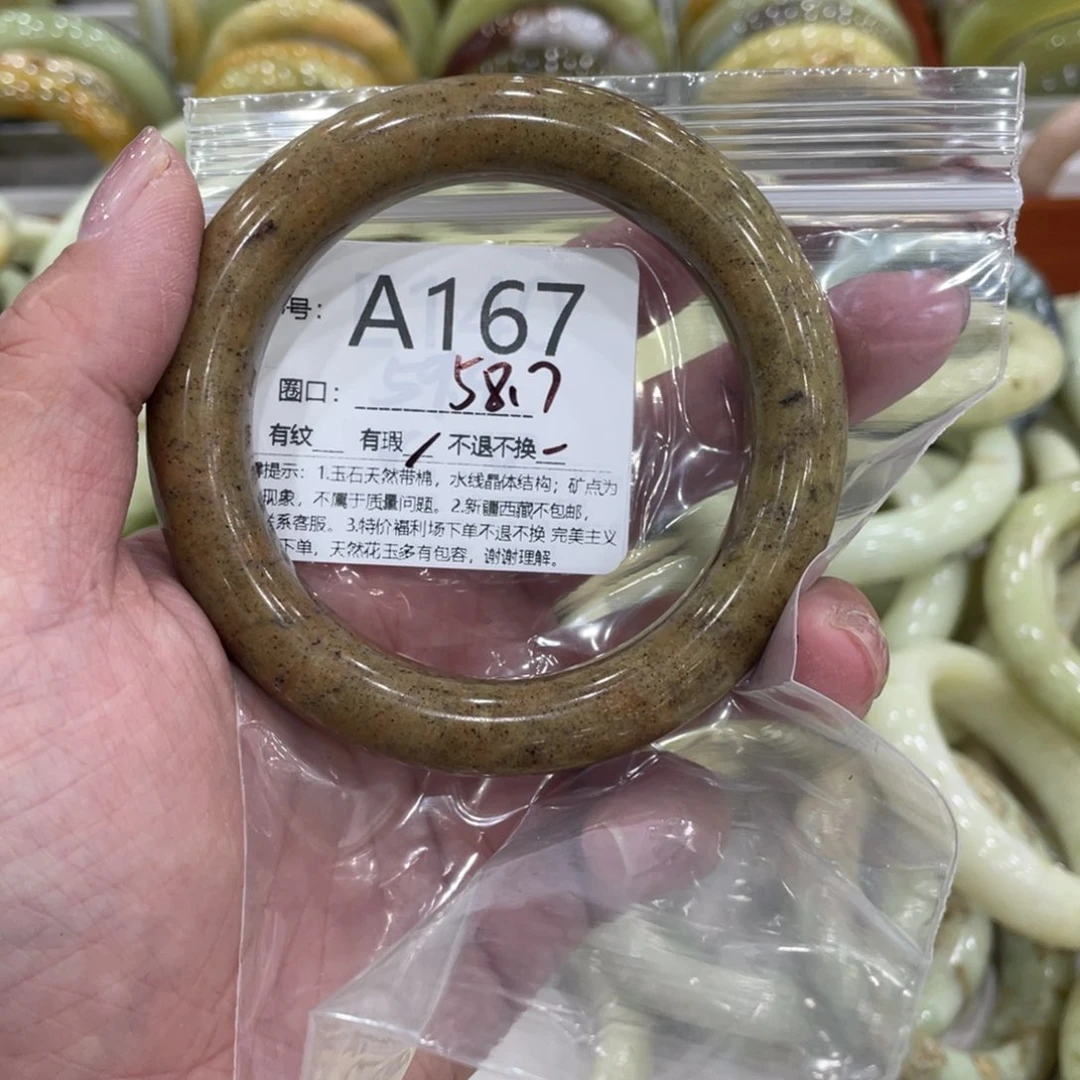 号: A167
圈口: 58.7
有纹 有瑕 不退不换
提示: 1.玉石天然带棉, 水线晶体结构; 矿点为
现象, 不属于质量问题。2.新疆西藏不包邮,
系客服。3.特价福利场下单不退不换 完美主义
下单, 天然花玉多有包容, 谢谢理解。